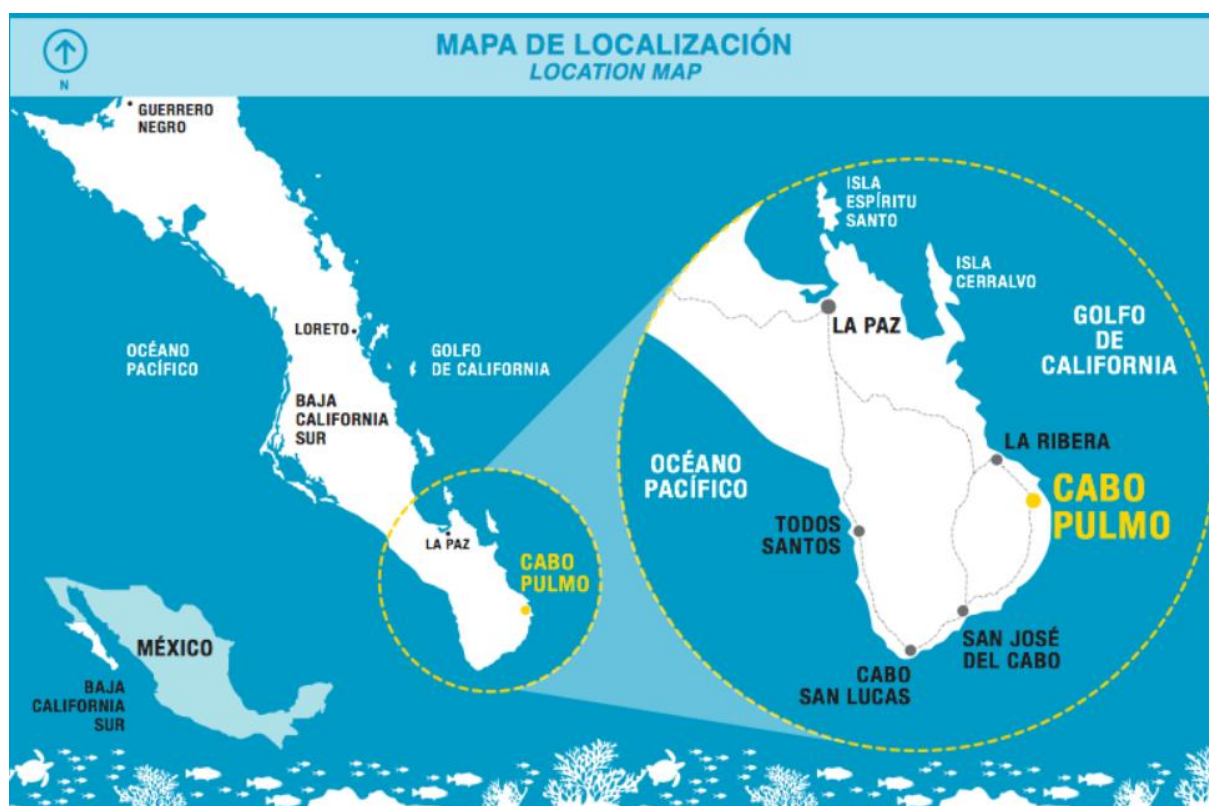 MAPA DE LOCALIZACIÓN
LOCATION MAP
N
GUERRERO
NEGRO
LORETO
OCÉANO
PACÍFICO
GOLFO
DE CALIFORNIA
BAJA
CALIFORNIA
SUR
LA PAZ
CABO
PULMO
MÉXICO
BAJA
CALIFORNIA
SUR
ISLA
ESPÍRITU
SANTO
ISLA
CERRALVO
LA PAZ
GOLFO
DE
CALIFORNIA
LA RIBERA
OCÉANO
PACÍFICO
CABO
PULMO
TODOS
SANTOS
SAN JOSÉ
DEL CABO
CABO
SAN LUCAS